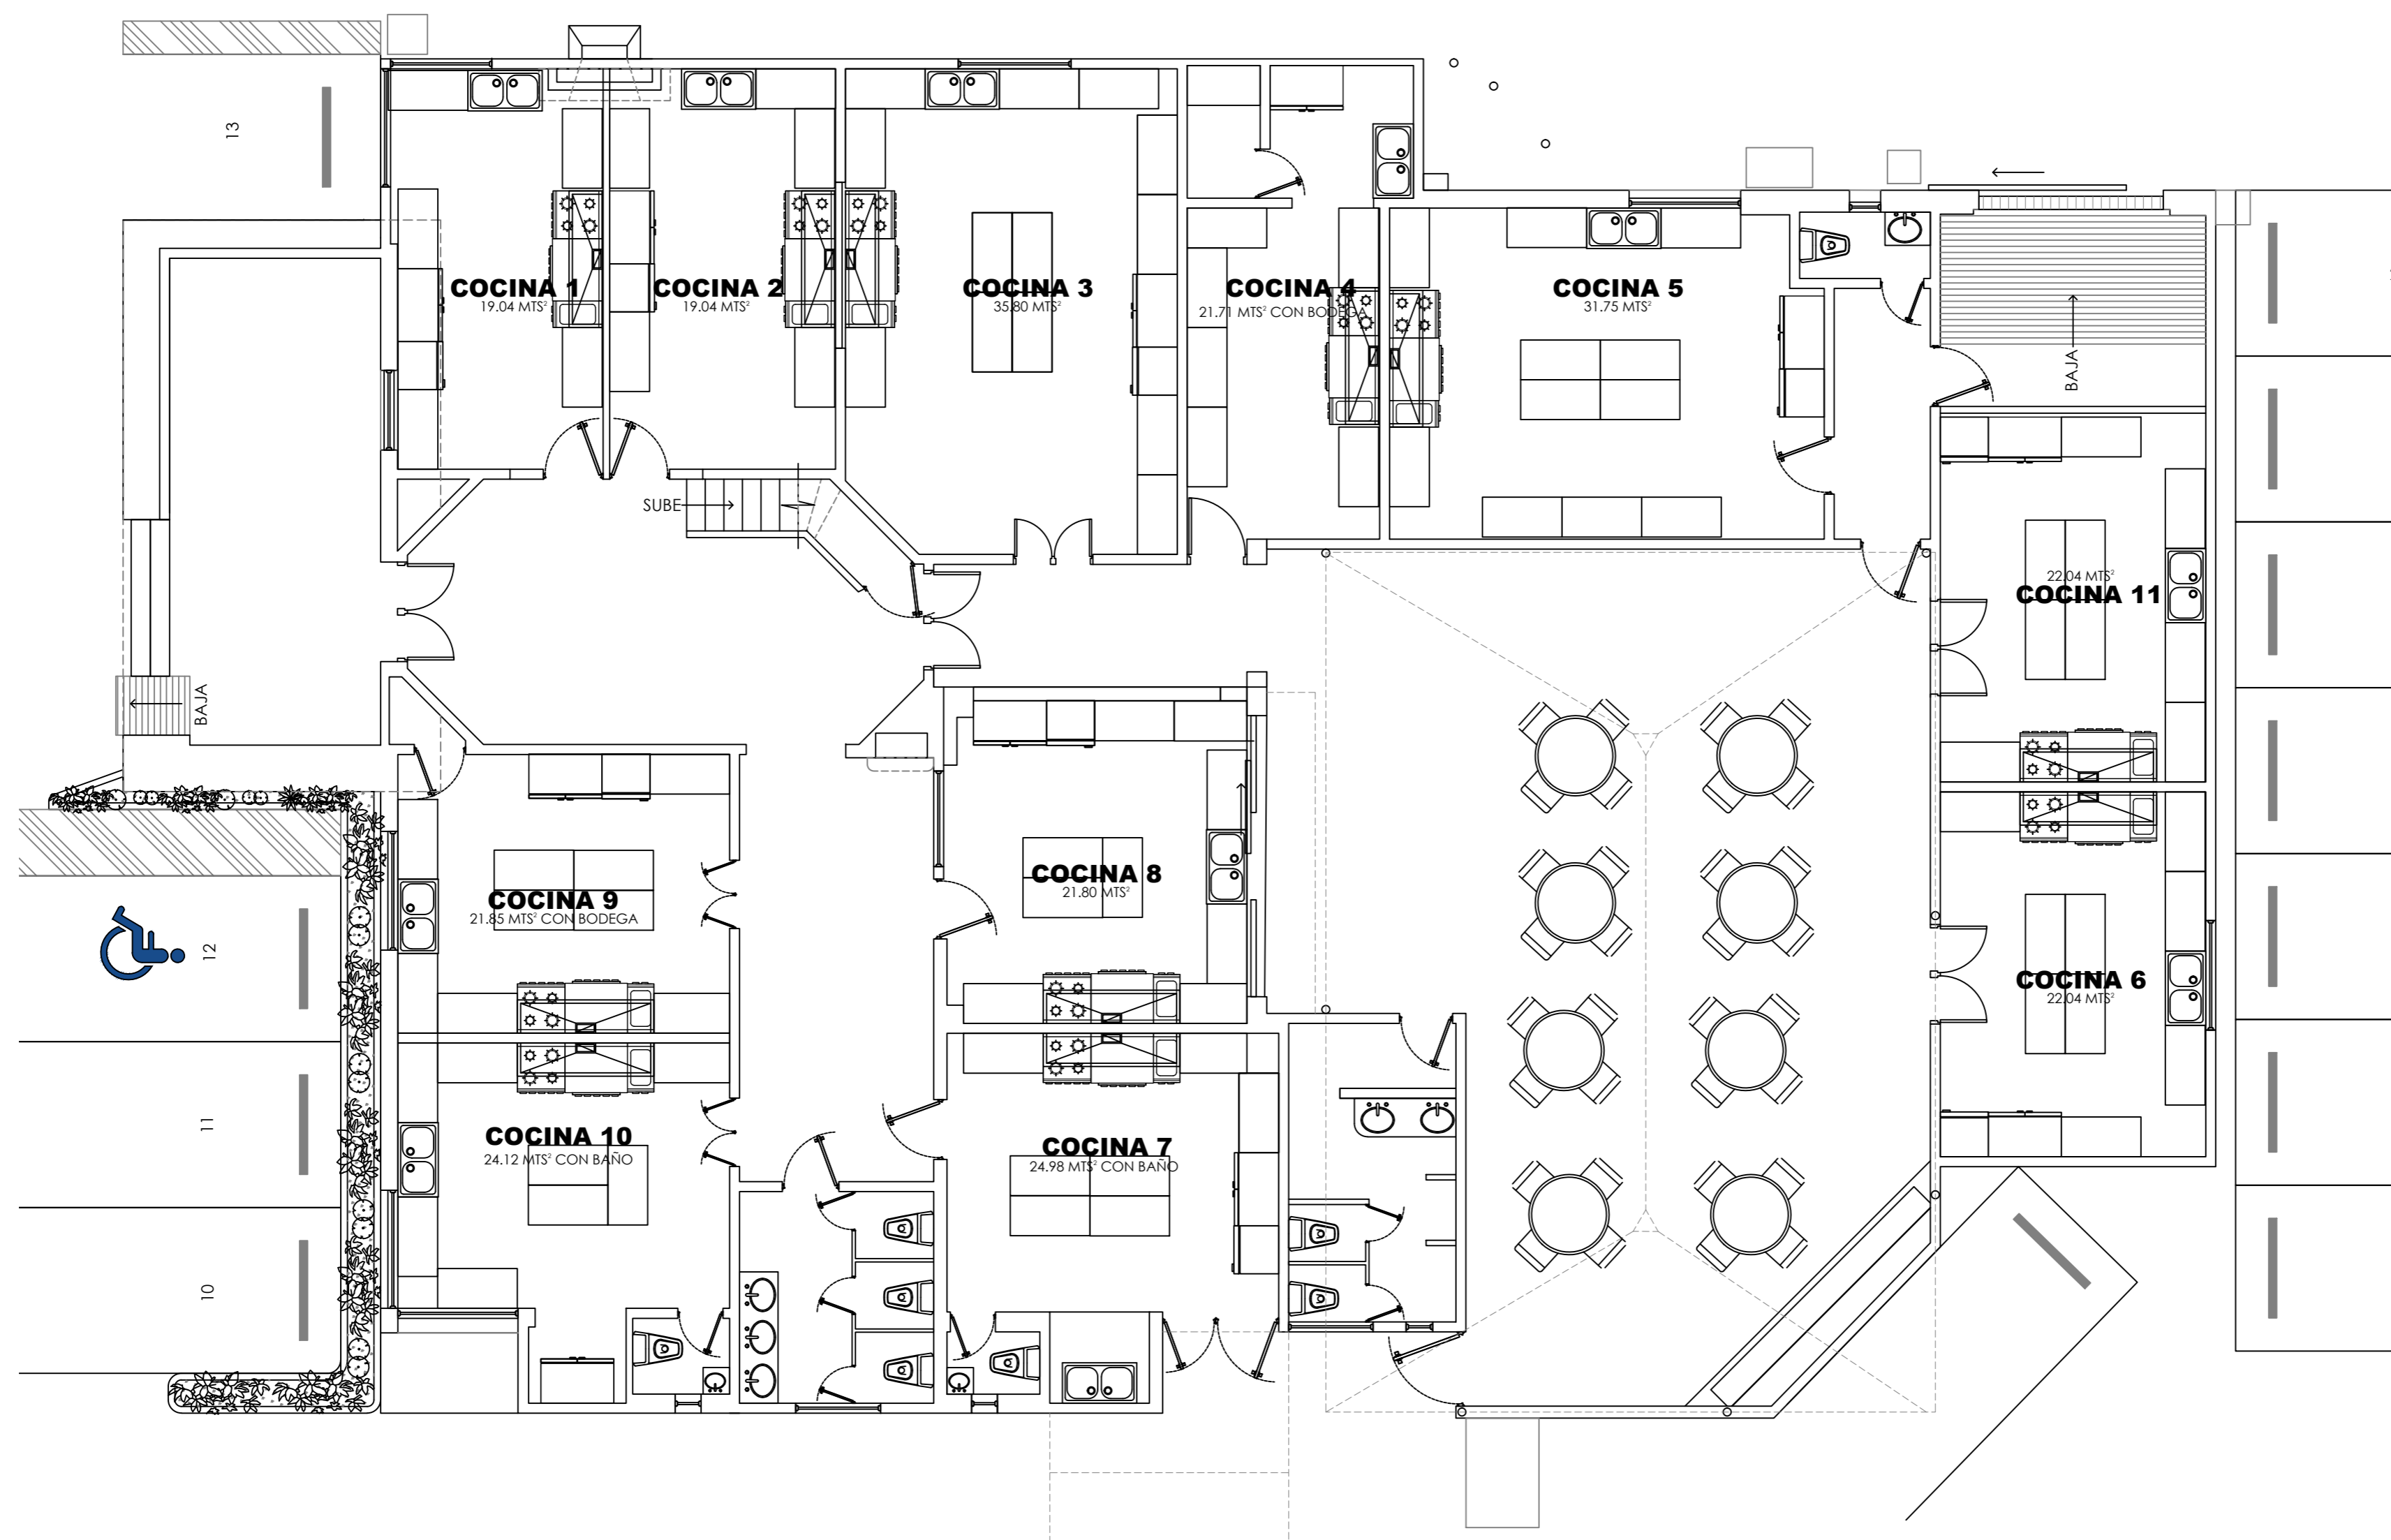 13
COCINA 1
19.04 MTS²
COCINA 2
19.04 MTS²
COCINA 3
35.80 MTS²
COCINA 4
21.71 MTS² CON BODEGA
COCINA 5
31.75 MTS²
BAJA
SUBE
22.04 MTS²
COCINA 11
BAJA
COCINA 8
21.80 MTS²
COCINA 9
21.85 MTS² CON BODEGA
12
COCINA 6
22.04 MTS²
11
COCINA 10
24.12 MTS² CON BAÑO
COCINA 7
24.98 MTS² CON BAÑO
10